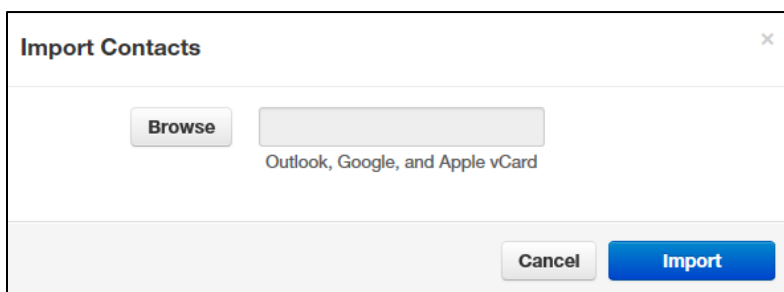 Import Contacts
×
Browse
Outlook, Google, and Apple vCard
Cancel Import